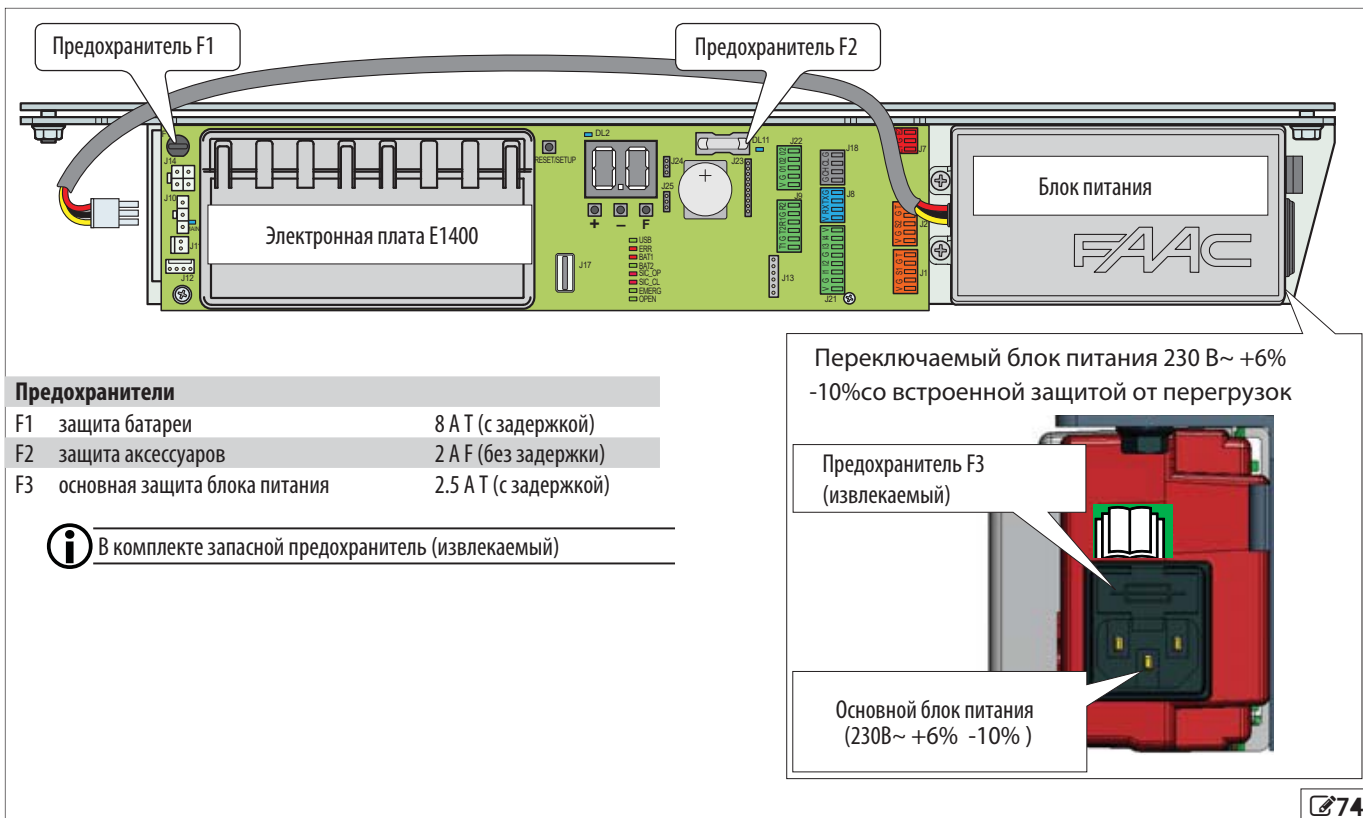 Предохранитель F1
Предохранитель F2
J14
J10
J12
Электронная плата E1400
RESET/SETUP
DL2
+ − F
USB
ERR
BAT1
BAT2
SIC_OP
SIC_CL
EMERG
OPEN
J17
J24
J25
DL11
J23
J22
J18
J8
J13
J21
J7
J1
Блок питания
FAAC
Предохранители
F1 защита батареи 8 A T (с задержкой)
F2 защита аксессуаров 2 A F (без задержки)
F3 основная защита блока питания 2.5 A T (с задержкой)
В комплекте запасной предохранитель (извлекаемый)
Переключаемый блок питания 230 В~ +6%
-10%со встроенной защитой от перегрузок
Предохранитель F3
(извлекаемый)
Основной блок питания
(230В~ +6% -10% )
74